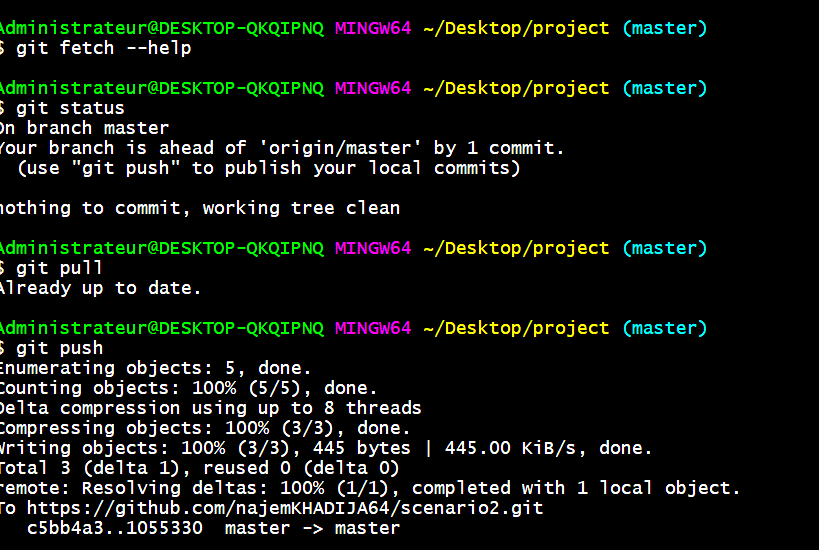 Administrateur@DESKTOP-QKQIPNQ MINGW64 ~/Desktop/project (master)
$ git fetch --help
Administrateur@DESKTOP-QKQIPNQ MINGW64 ~/Desktop/project (master)
$ git status
On branch master
Your branch is ahead of 'origin/master' by 1 commit.
  (use "git push" to publish your local commits)
nothing to commit, working tree clean
Administrateur@DESKTOP-QKQIPNQ MINGW64 ~/Desktop/project (master)
$ git pull
Already up to date.
Administrateur@DESKTOP-QKQIPNQ MINGW64 ~/Desktop/project (master)
$ git push
Enumerating objects: 5, done.
Counting objects: 100% (5/5), done.
Delta compression using up to 8 threads
Compressing objects: 100% (3/3), done.
Writing objects: 100% (3/3), 445 bytes | 445.00 KiB/s, done.
Total 3 (delta 1), reused 0 (delta 0)
remote: Resolving deltas: 100% (1/1), completed with 1 local object.
To https://github.com/najemKHADIJA64/scenario2.git
   c5bb4a3..1055330  master -> master